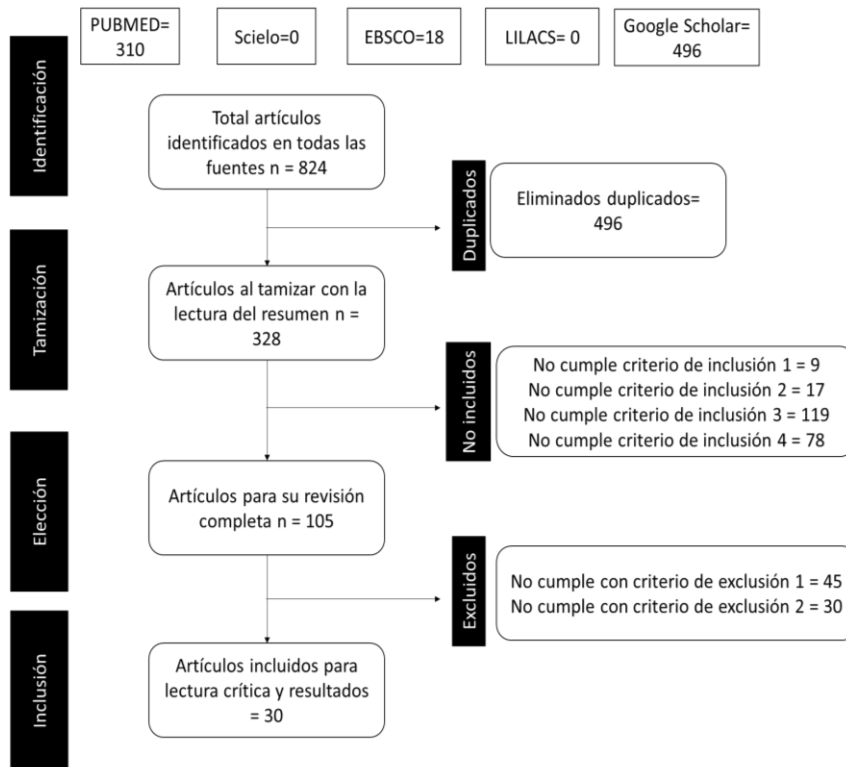 PUBMED=
310
Scielo=0
EBSCO=18
LILACS= 0
Google Scholar=
496
Identificación
Total artículos
identificados en todas las
fuentes n = 824
Duplicados
Eliminados duplicados=
496
Tamización
Artículos al tamizar con la
lectura del resumen n =
328
No incluidos
No cumple criterio de inclusión 1 = 9
No cumple criterio de inclusión 2 = 17
No cumple criterio de inclusión 3 = 119
No cumple criterio de inclusión 4 = 78
Elección
Artículos para su revisión
completa n = 105
Excluidos
No cumple con criterio de exclusión 1 = 45
No cumple con criterio de exclusión 2 = 30
Inclusión
Artículos incluidos para
lectura crítica y resultados
= 30